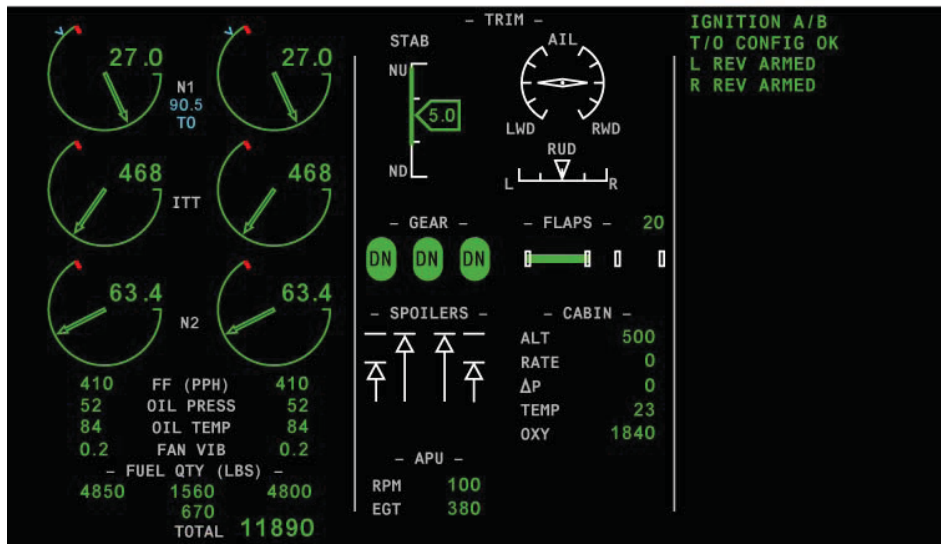 27.0 27.0
N1
90.5
TO
468 468
ITT
63.4 63.4
N2
410 FF (PPH) 410
52 OIL PRESS 52
84 OIL TEMP 84
0.2 FAN VIB 0.2
- FUEL QTY (LBS) -
4850 1560 4800
670
TOTAL 11890
- TRIM -
STAB
NU
5.0
ND
AIL
LWD RWD
RUD
L R
- GEAR -
DN DN DN
- FLAPS - 20
- SPOILERS -
- CABIN -
ALT 500
RATE 0
ΔP 0
TEMP 23
OXY 1840
- APU -
RPM 100
EGT 380
IGNITION A/B
T/O CONFIG OK
L REV ARMED
R REV ARMED